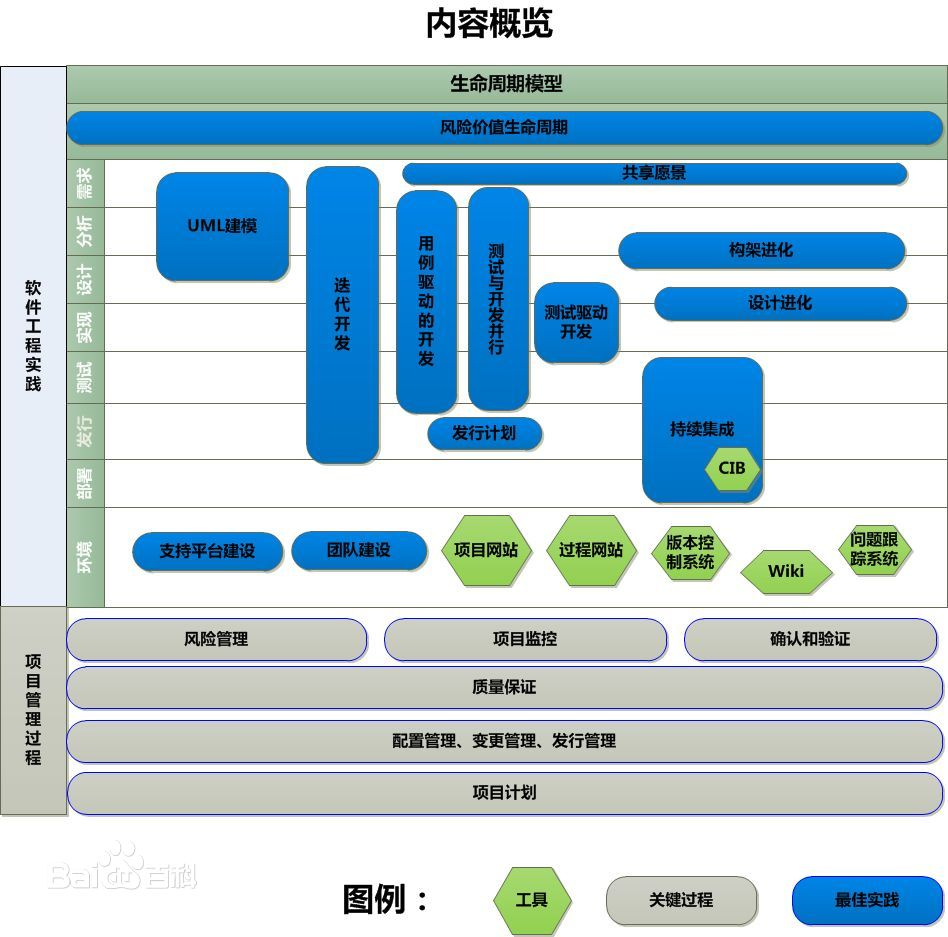 内容概览
生命周期模型
风险价值生命周期
软件工程实践
需求
分析
设计
实现
测试
发行
部署
环境
共享愿景
UML建模
迭代开发
用例驱动的开发
测试与开发并行
构架进化
设计进化
测试驱动
开发
发行计划
持续集成
CIB
支持平台建设
团队建设
项目网站
过程网站
版本控
制系统
Wiki
问题跟
踪系统
项目管理过程
风险管理
项目监控
确认和验证
质量保证
配置管理、变更管理、发行管理
项目计划
Baidu百科
图例：
工具
关键过程
最佳实践